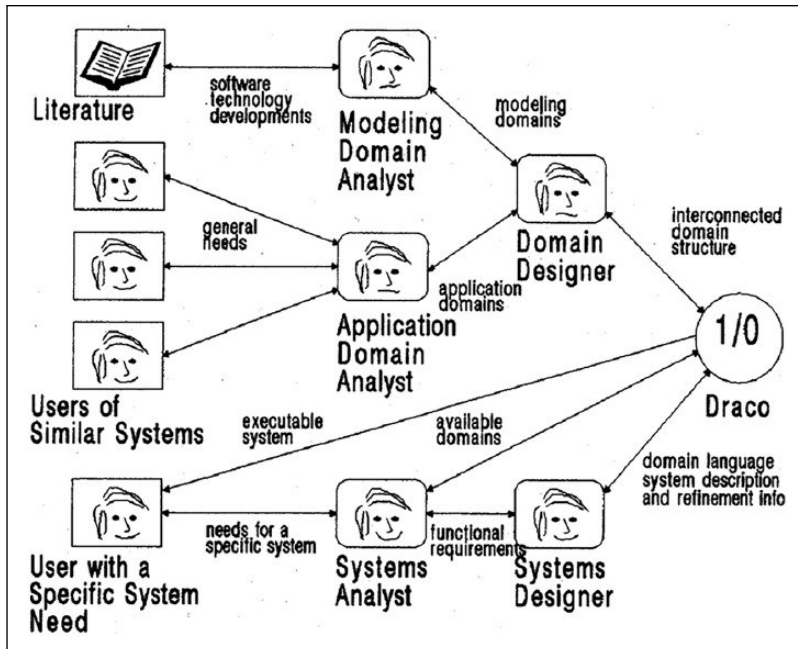 Literature
software
technology
developments
Modeling
Domain
Analyst
modeling
domains
general
needs
Domain
Designer
interconnected
domain
structure
application
domains
Application
Domain
Analyst
1/0
Draco
Users of
Similar Systems
executable
system
available
domains
domain language
system description
and refinement info
needs for a
specific system
functional
requirements
User with a
Specific System
Need
Systems
Analyst
Systems
Designer